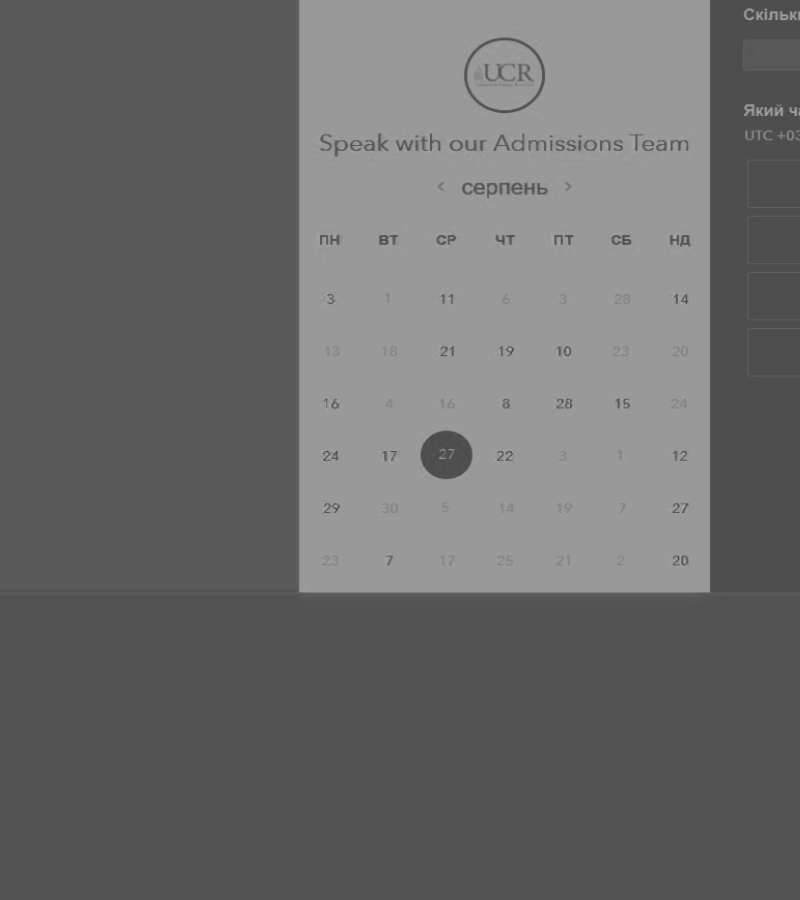 Скільк
UCR
Який ч
UTC +03
Speak with our Admissions Team
< серпень >
ПН ВТ СР ЧТ ПТ СБ НД
3 1 11 6 3 28 14
13 18 21 19 10 23 20
16 4 16 8 28 15 24
24 17 27 22 3 1 12
29 30 5 14 19 7 27
23 7 17 25 21 2 20